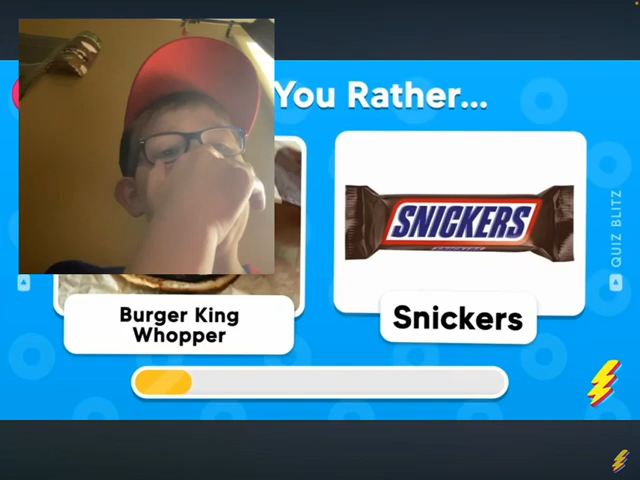 You Rather...
SNICKERS
QUIZ BLITZ
Burger King
Whopper
Snickers